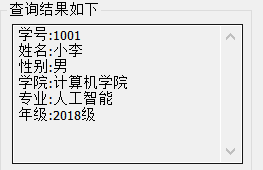 查询结果如下
学号:1001
姓名:小李
性别:男
学院:计算机学院
专业:人工智能
年级:2018级